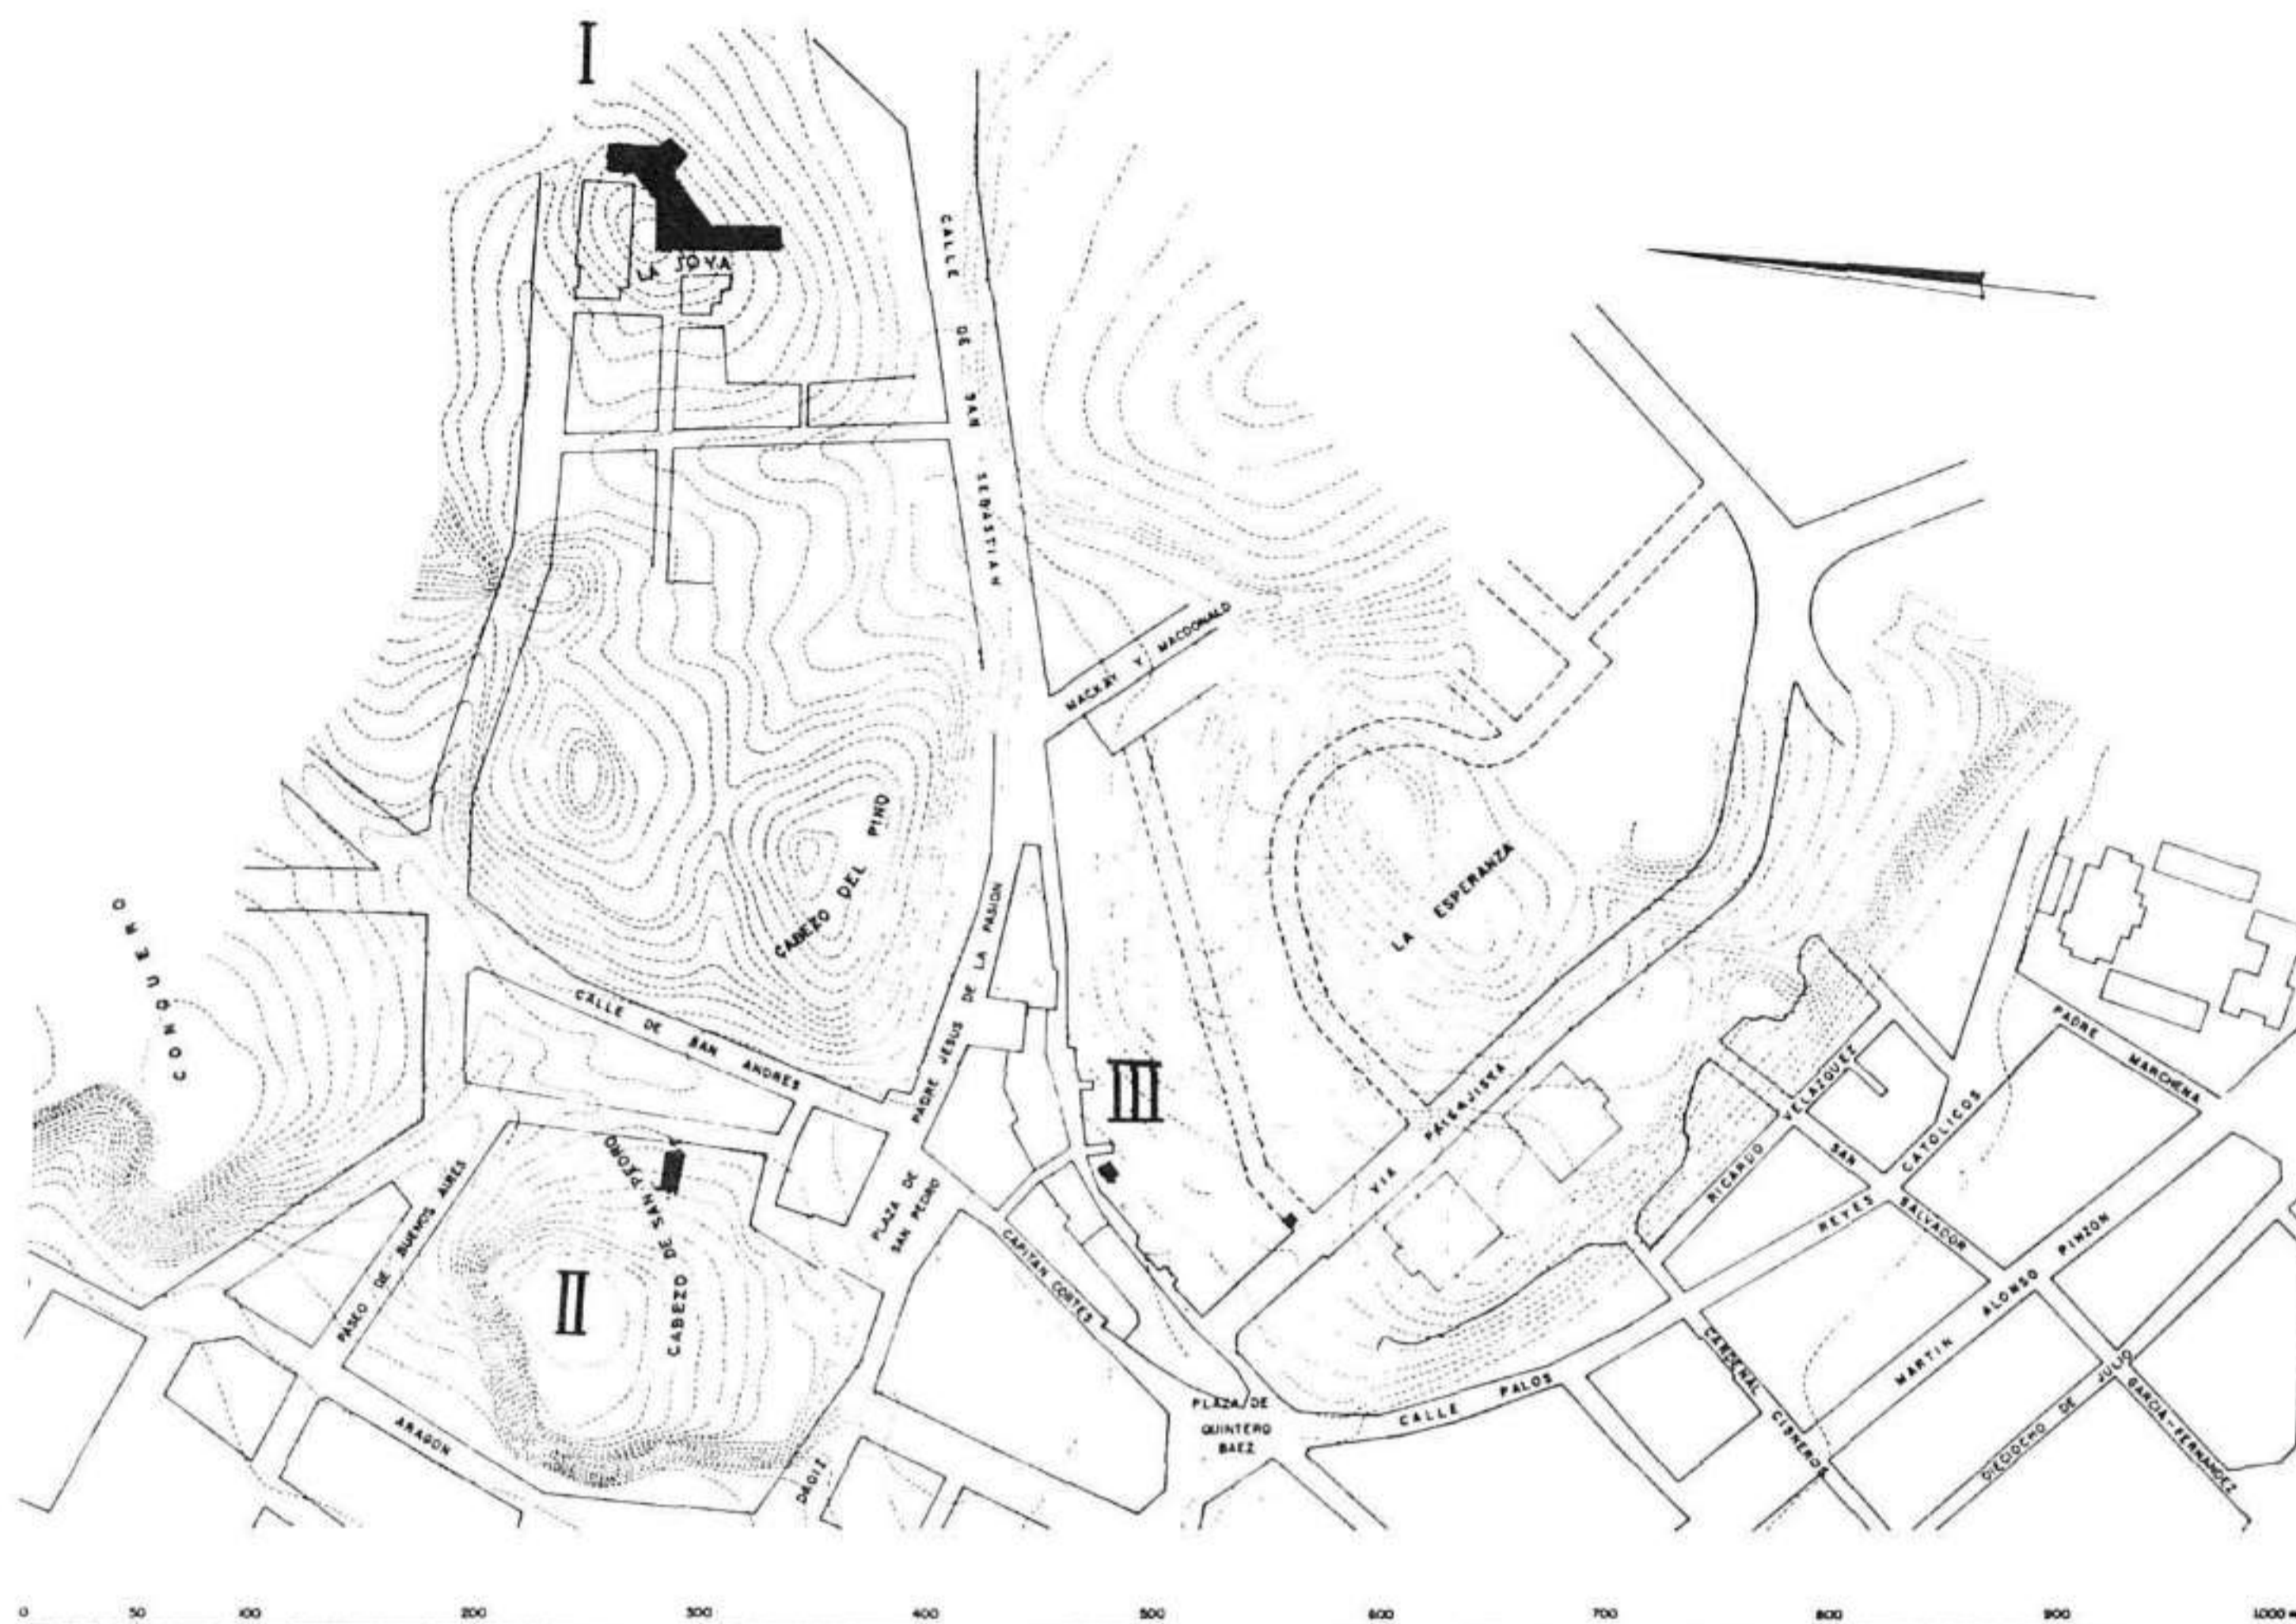 I
LA JOYA
CALLE DE SAN SEBASTIAN
MACKAY Y MACDONALD
CONQUERO
CABEZO DEL PINO
LA ESPERANZA
CALLE DE SAN ANDRES
PADRE JESUS DE LA PASION
III
PADRE MARCHENA
PASEO DE BUENOS AIRES
CABEZO DE SAN PEDRO
II
PLAZA DE
SAN PEDRO
CAPITAN CORTES
VIA PAISAJISTA
RICARDO VELAZQUEZ
SAN SALVADOR
REYES CATOLICOS
MARTIN ALONSO PINZON
ARAGON
DAOIZ
PLAZA DE
QUINTERO
BAEZ
CALLE PALOS
CARDENAL CISNEROS
DIECIOCHO DE JULIO
GARCIA-FERNANDEZ
0 50 100 200 300 400 500 600 700 800 900 1000 m